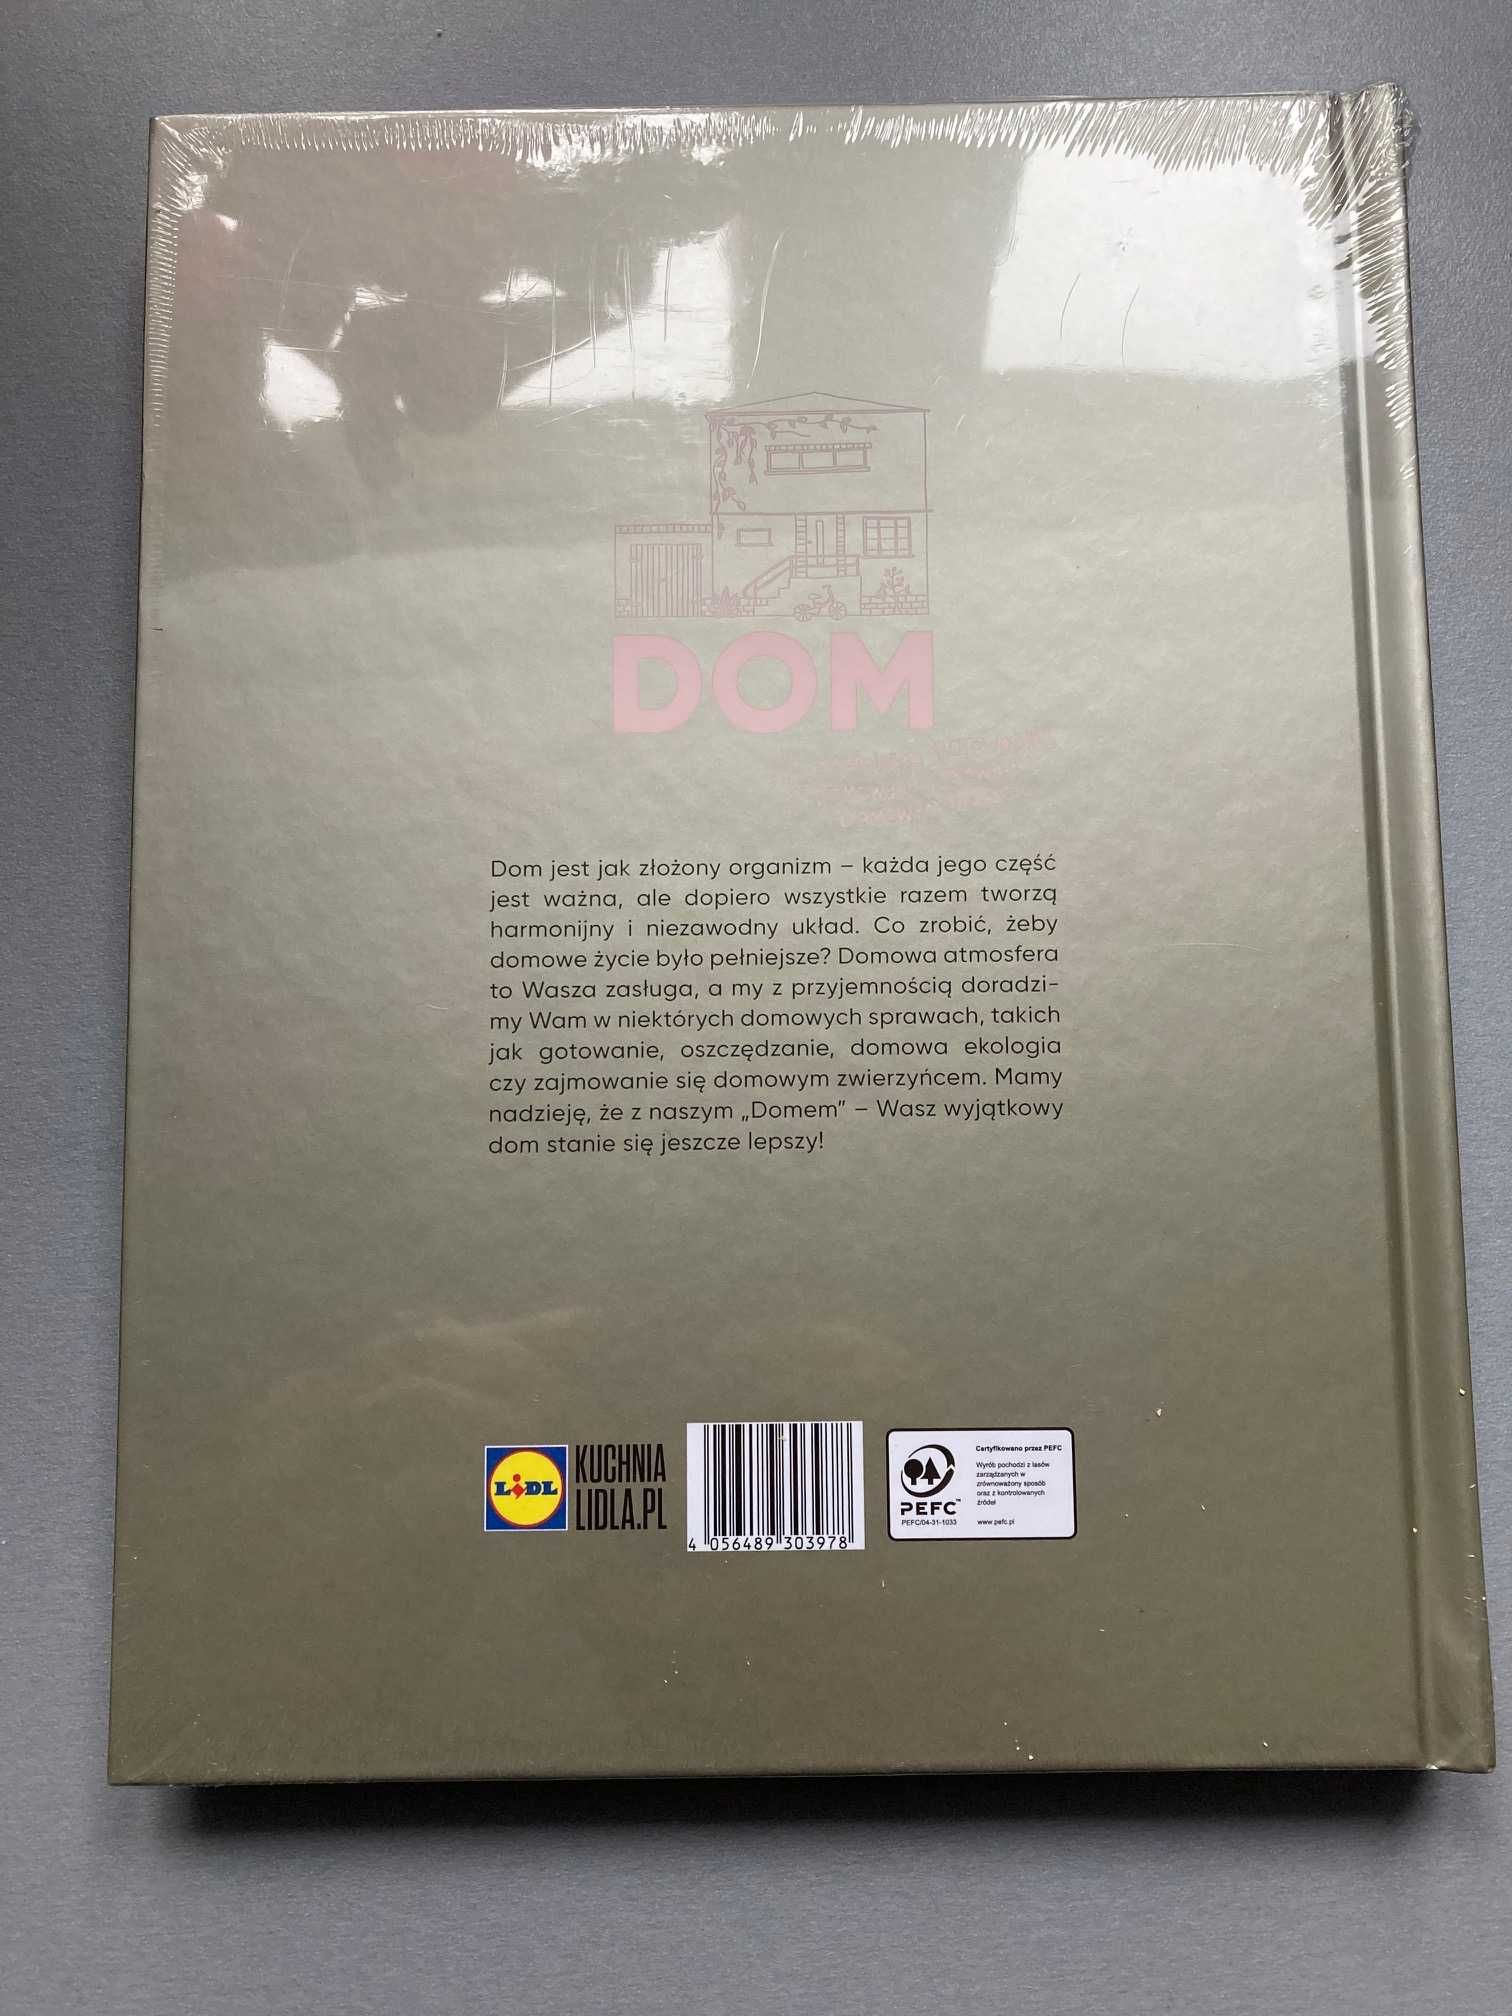 DOM
Dom jest jak złożony organizm – każda jego część
jest ważna, ale dopiero wszystkie razem tworzą
harmonijny i niezawodny układ. Co zrobić, żeby
domowe życie było pełniejsze? Domowa atmosfera
to Wasza zasługa, a my z przyjemnością doradzi-
my Wam w niektórych domowych sprawach, takich
jak gotowanie, oszczędzanie, domowa ekologia
czy zajmowanie się domowym zwierzyńcem. Mamy
nadzieję, że z naszym „Domem” – Wasz wyjątkowy
dom stanie się jeszcze lepszy!
LiDL
KUCHNIA
LIDLA.PL
4 056489 303978
PEFC™
PEFC/04-31-1033
Certyfikowano przez PEFC
Wyrób pochodzi z lasów
zarządzanych w
zrównoważony sposób
oraz z kontrolowanych
źródeł
www.pefc.pl